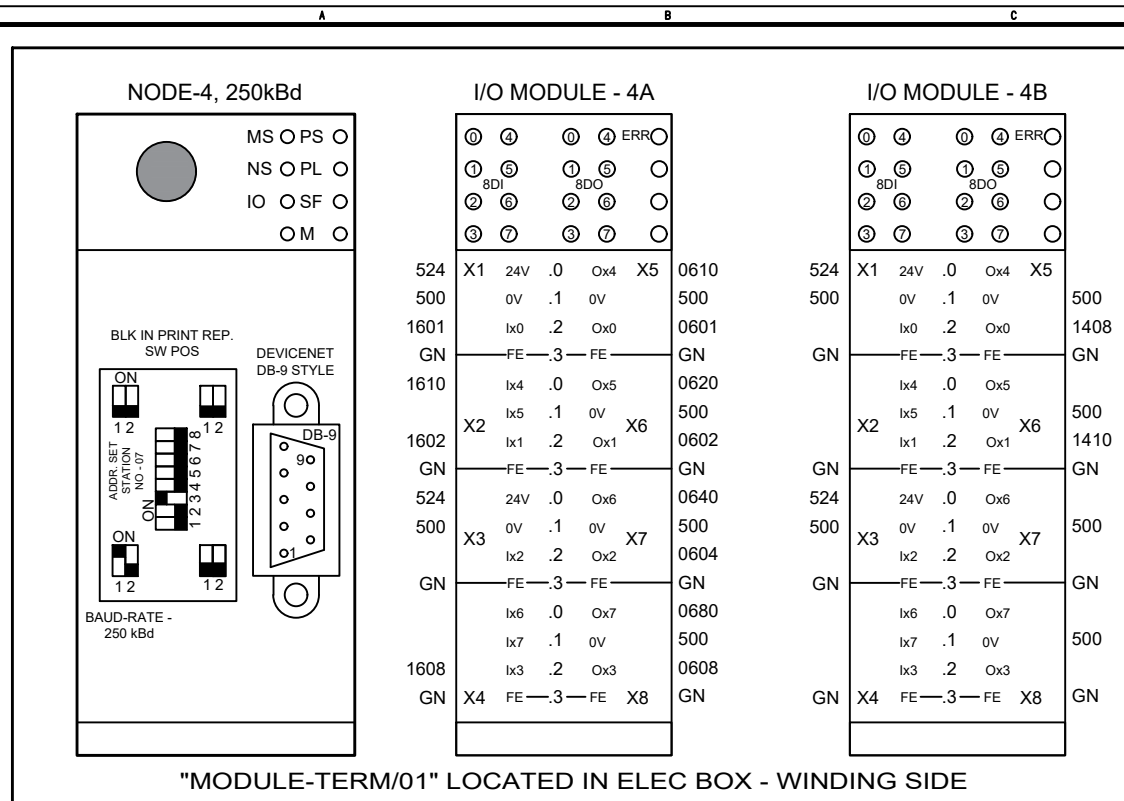 A B C
NODE-4, 250kBd
MS PS
NS PL
IO SF
M
BLK IN PRINT REP.
SW POS
ON
1 2
1 2
ADDR. SET
STATION
NO - 07
ON
1 2 3 4 5 6 7 8
ON
1 2
1 2
BAUD-RATE -
250 kBd
DEVICENET
DB-9 STYLE
DB-9
9
1
I/O MODULE - 4A
0 4 0 4 ERR
1 5 1 5
8DI 8DO
2 6 2 6
3 7 3 7
524 X1 24V .0 Ox4 X5 0610
500 0V .1 0V 500
1601 Ix0 .2 Ox0 0601
GN FE .3 FE GN
1610 Ix4 .0 Ox5 0620
X2 Ix5 .1 0V X6 500
1602 Ix1 .2 Ox1 0602
GN FE .3 FE GN
524 24V .0 Ox6 0640
500 X3 0V .1 0V X7 500
Ix2 .2 Ox2 0604
GN FE .3 FE GN
Ix6 .0 Ox7 0680
Ix7 .1 0V 500
1608 Ix3 .2 Ox3 0608
GN X4 FE .3 FE X8 GN
I/O MODULE - 4B
0 4 0 4 ERR
1 5 1 5
8DI 8DO
2 6 2 6
3 7 3 7
524 X1 24V .0 Ox4 X5
500 0V .1 0V 500
Ix0 .2 Ox0 1408
GN FE .3 FE GN
Ix4 .0 Ox5
X2 Ix5 .1 0V X6 500
Ix1 .2 Ox1 1410
GN FE .3 FE GN
524 24V .0 Ox6
500 X3 0V .1 0V X7 500
Ix2 .2 Ox2
GN FE .3 FE GN
Ix6 .0 Ox7
Ix7 .1 0V 500
Ix3 .2 Ox3
GN X4 FE .3 FE X8 GN
"MODULE-TERM/01" LOCATED IN ELEC BOX - WINDING SIDE